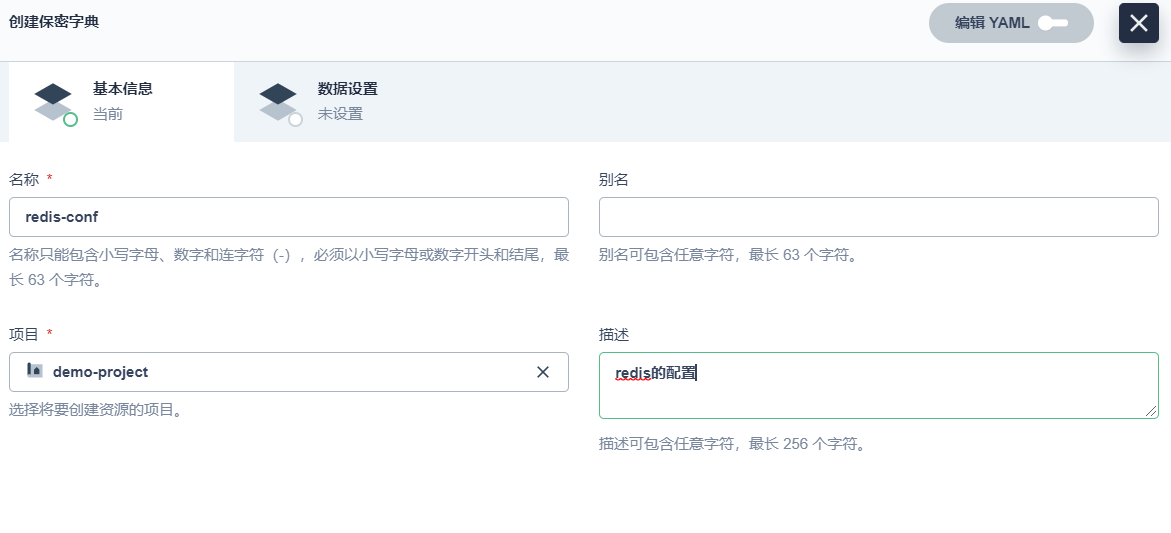 创建保密字典
编辑 YAML
基本信息
当前
数据设置
未设置
名称 *
redis-conf
名称只能包含小写字母、数字和连字符（-），必须以小写字母或数字开头和结尾，最
长 63 个字符。
别名
别名可包含任意字符，最长 63 个字符。
项目 *
demo-project
选择将要创建资源的项目。
描述
redis的配置
描述可包含任意字符，最长 256 个字符。